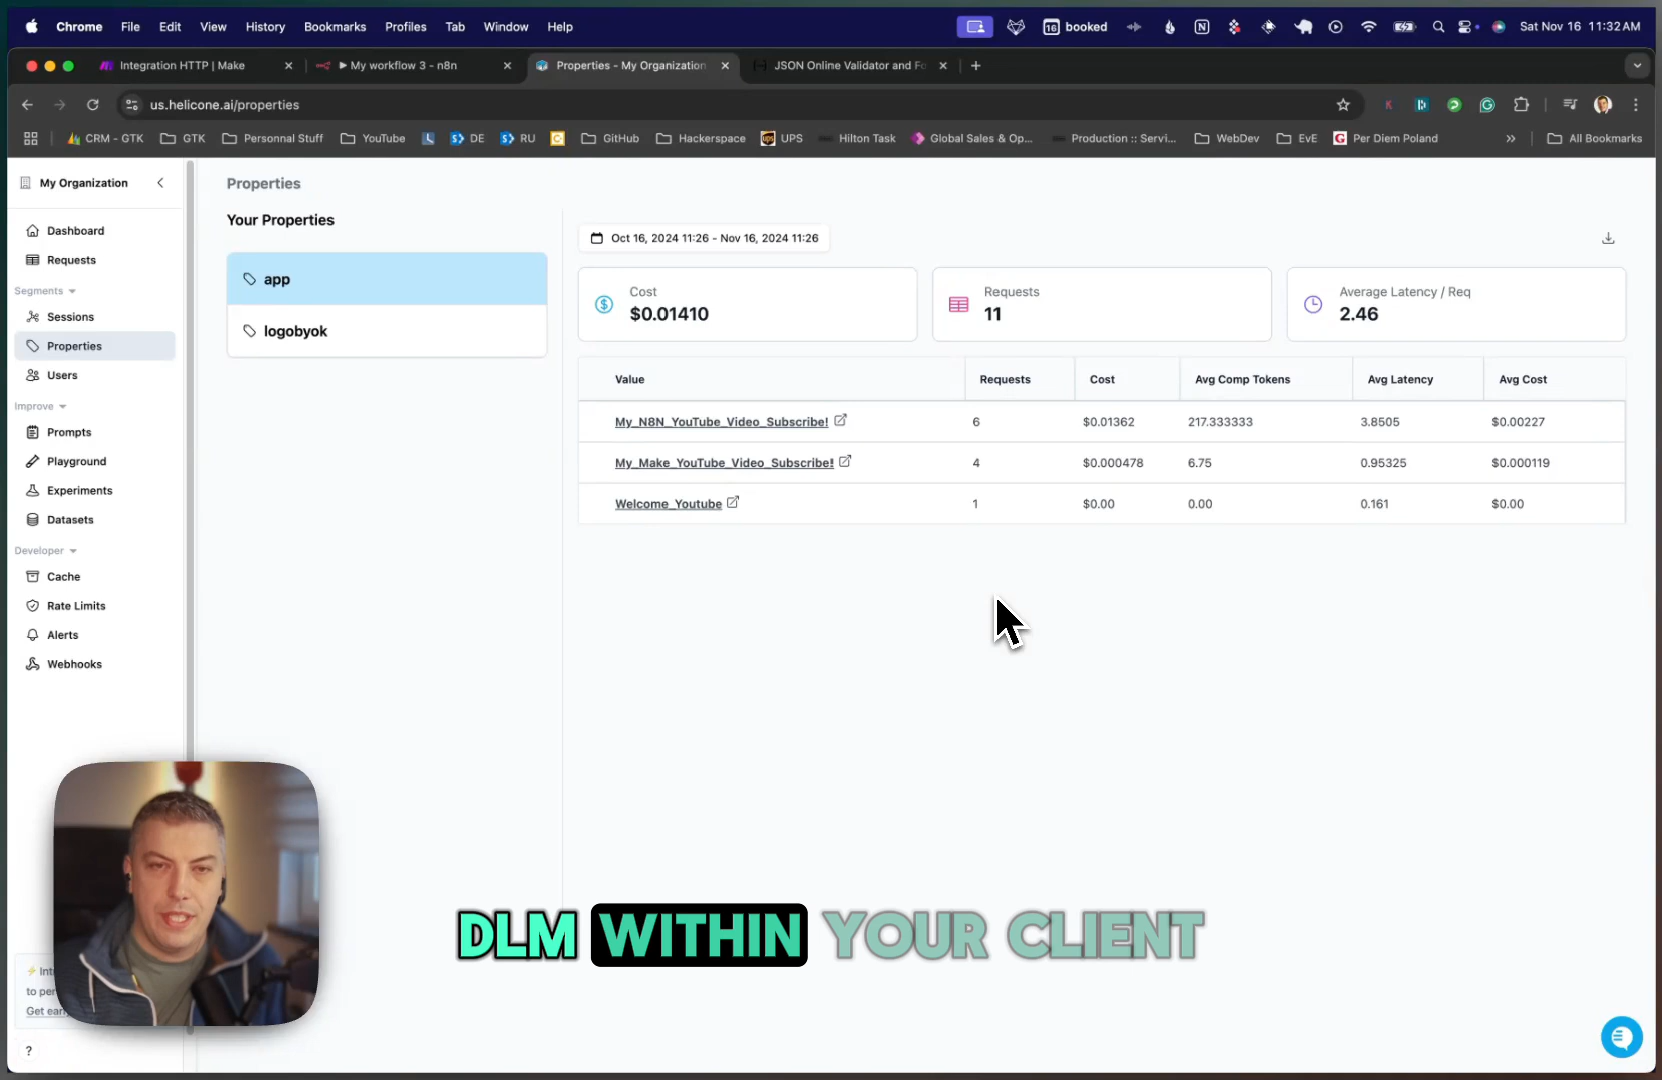 Chrome File Edit View History Bookmarks Profiles Tab Window Help
16 booked
Sat Nov 16 11:32 AM
Integration HTTP | Make
My workflow 3 - n8n
Properties - My Organization
JSON Online Validator and Fo
us.helicone.ai/properties
CRM - GTK GTK Personnal Stuff YouTube DE RU GitHub Hackerspace UPS Hilton Task Global Sales & Op... Production :: Servi... WebDev EvE Per Diem Poland » All Bookmarks
My Organization
Dashboard
Requests
Segments
Sessions
Properties
Users
Improve
Prompts
Playground
Experiments
Datasets
Developer
Cache
Rate Limits
Alerts
Webhooks
to per
Get ear
?
Properties
Your Properties
app
logobyok
Oct 16, 2024 11:26 - Nov 16, 2024 11:26
Cost
$0.01410
Requests
11
Average Latency / Req
2.46
Value Requests Cost Avg Comp Tokens Avg Latency Avg Cost
My_N8N_YouTube_Video_Subscribe! 6 $0.01362 217.333333 3.8505 $0.00227
My_Make_YouTube_Video_Subscribe! 4 $0.000478 6.75 0.95325 $0.000119
Welcome_Youtube 1 $0.00 0.00 0.161 $0.00
DLM WITHIN YOUR CLIENT